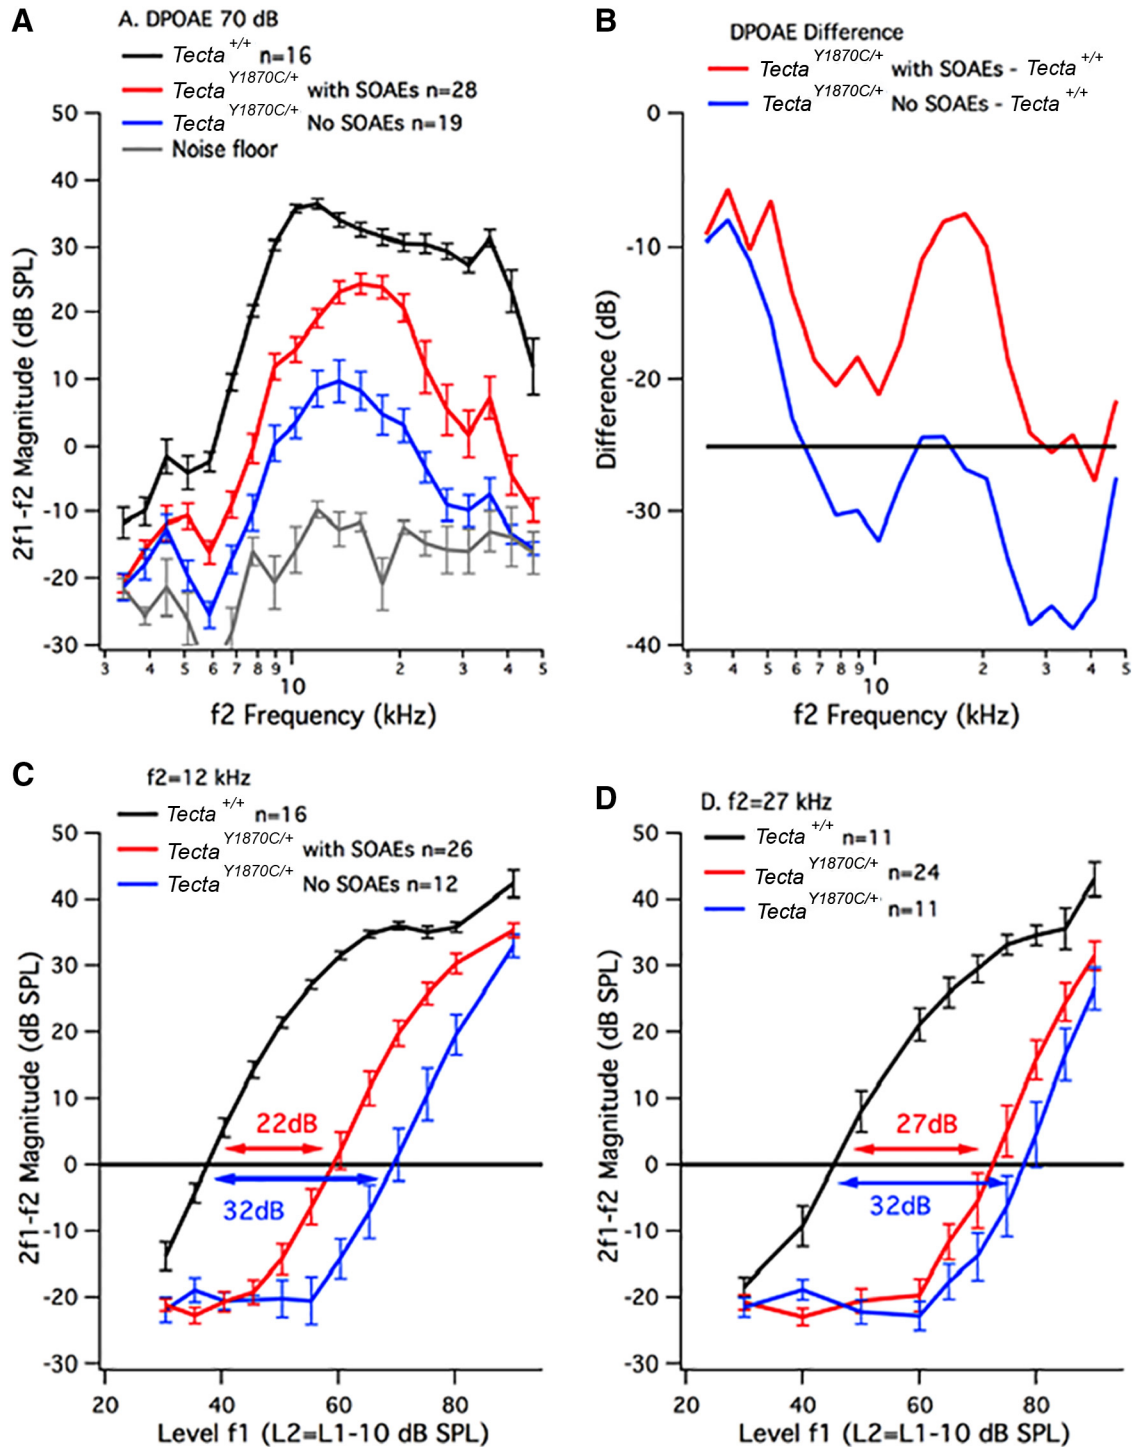 A
A. DPOAE 70 dB
Tecta +/+ n=16
Tecta Y1870C/+ with SOAEs n=28
Tecta Y1870C/+ No SOAEs n=19
Noise floor
50
40
30
20
10
0
-10
-20
-30
2f1-f2 Magnitude (dB SPL)
3 4 5 6 7 8 9 10 2 3 4 5
f2 Frequency (kHz)
B
DPOAE Difference
Tecta Y1870C/+ with SOAEs - Tecta +/+
Tecta Y1870C/+ No SOAEs - Tecta +/+
0
-10
-20
-30
-40
Difference (dB)
3 4 5 6 7 8 9 10 2 3 4 5
f2 Frequency (kHz)
C
f2=12 kHz
Tecta +/+ n=16
Tecta Y1870C/+ with SOAEs n=26
Tecta Y1870C/+ No SOAEs n=12
50
40
30
20
10
0
-10
-20
-30
2f1-f2 Magnitude (dB SPL)
22dB
32dB
20 40 60 80
Level f1 (L2=L1-10 dB SPL)
D
D. f2=27 kHz
Tecta +/+ n=11
Tecta Y1870C/+ n=24
Tecta Y1870C/+ n=11
50
40
30
20
10
0
-10
-20
-30
2f1-f2 Magnitude (dB SPL)
27dB
32dB
20 40 60 80
Level f1 (L2=L1-10 dB SPL)